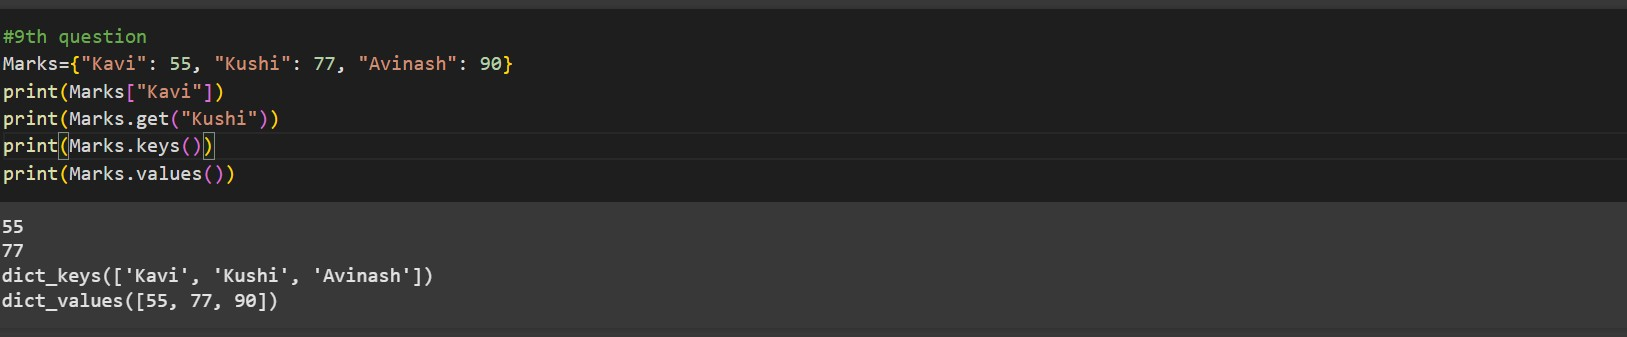 #9th question
Marks={"Kavi": 55, "Kushi": 77, "Avinash": 90}
print(Marks["Kavi"])
print(Marks.get("Kushi"))
print(Marks.keys())
print(Marks.values())
55
77
dict_keys(['Kavi', 'Kushi', 'Avinash'])
dict_values([55, 77, 90])